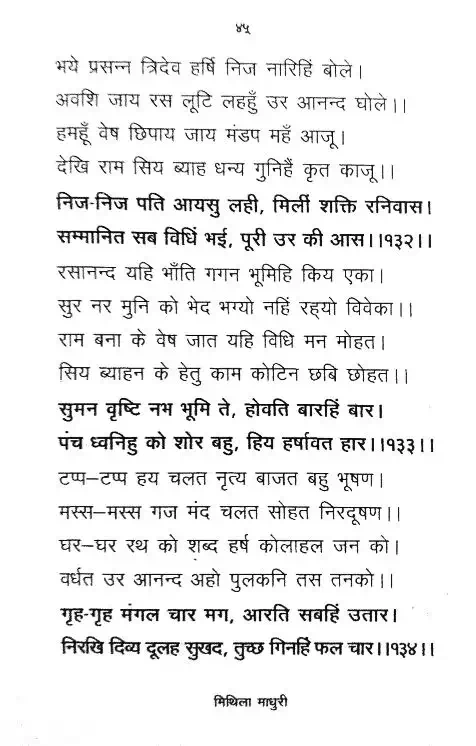 ४५
भये प्रसन्न त्रिदेव हर्षि निज नारिहिं बोले।
अवशि जाय रस लूटि लहहुँ उर आनन्द घोले।।
हमहूँ वेष छिपाय जाय मंडप महँ आजू।
देखि राम सिय ब्याह धन्य गुनिहैं कृत काजू।।
निज-निज पति आयसु लही, मिलीं शक्ति रनिवास।
सम्मानित सब विधिं भई, पूरी उर की आस।।१३२।।
रसानन्द यहि भाँति गगन भूमिहि किय एका।
सुर नर मुनि को भेद भग्यो नहिं रह्यो विवेका।।
राम बना के वेष जात यहि विधि मन मोहत।
सिय ब्याहन के हेतु काम कोटिन छबि छोहत।।
सुमन वृष्टि नभ भूमि ते, होवति बारहिं बार।
पंच ध्वनिहु को शोर बहु, हिय हर्षावत हार।।१३३।।
टप्प–टप्प हय चलत नृत्य बाजत बहु भूषण।
मस्स–मस्स गज मंद चलत सोहत निरदूषण।।
घर–घर रथ को शब्द हर्ष कोलाहल जन को।
वर्धत उर आनन्द अहो पुलकनि तस तनको।।
गृह-गृह मंगल चार मग, आरति सबहिं उतार।
निरखि दिव्य दूलह सुखद, तुच्छ गिनहिं फल चार।।१३४।।
मिथिला माधुरी